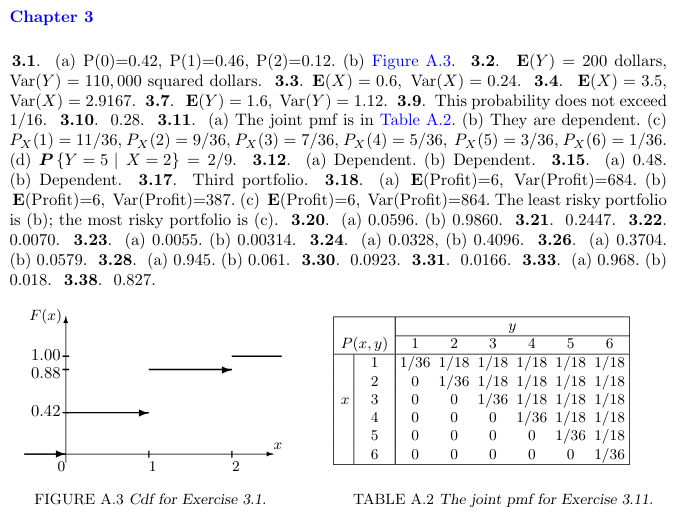 Chapter 3
3.1. (a) P(0)=0.42, P(1)=0.46, P(2)=0.12. (b) Figure A.3. 3.2. E(Y) = 200 dollars,
Var(Y) = 110, 000 squared dollars. 3.3. E(X) = 0.6, Var(X) = 0.24. 3.4. E(X) = 3.5,
Var(X) = 2.9167. 3.7. E(Y) = 1.6, Var(Y) = 1.12. 3.9. This probability does not exceed
1/16. 3.10. 0.28. 3.11. (a) The joint pmf is in Table A.2. (b) They are dependent. (c)
P_X(1) = 11/36, P_X(2) = 9/36, P_X(3) = 7/36, P_X(4) = 5/36, P_X(5) = 3/36, P_X(6) = 1/36.
(d) P {Y = 5 | X = 2} = 2/9. 3.12. (a) Dependent. (b) Dependent. 3.15. (a) 0.48.
(b) Dependent. 3.17. Third portfolio. 3.18. (a) E(Profit)=6, Var(Profit)=684. (b)
E(Profit)=6, Var(Profit)=387. (c) E(Profit)=6, Var(Profit)=864. The least risky portfolio
is (b); the most risky portfolio is (c). 3.20. (a) 0.0596. (b) 0.9860. 3.21. 0.2447. 3.22.
0.0070. 3.23. (a) 0.0055. (b) 0.00314. 3.24. (a) 0.0328, (b) 0.4096. 3.26. (a) 0.3704.
(b) 0.0579. 3.28. (a) 0.945. (b) 0.061. 3.30. 0.0923. 3.31. 0.0166. 3.33. (a) 0.968. (b)
0.018. 3.38. 0.827.
F(x)
1.00
0.88
0.42
x
0 1 2
FIGURE A.3 Cdf for Exercise 3.1.
y
P(x, y) 1 2 3 4 5 6
1 1/36 1/18 1/18 1/18 1/18 1/18
2 0 1/36 1/18 1/18 1/18 1/18
x 3 0 0 1/36 1/18 1/18 1/18
4 0 0 0 1/36 1/18 1/18
5 0 0 0 0 1/36 1/18
6 0 0 0 0 0 1/36
TABLE A.2 The joint pmf for Exercise 3.11.